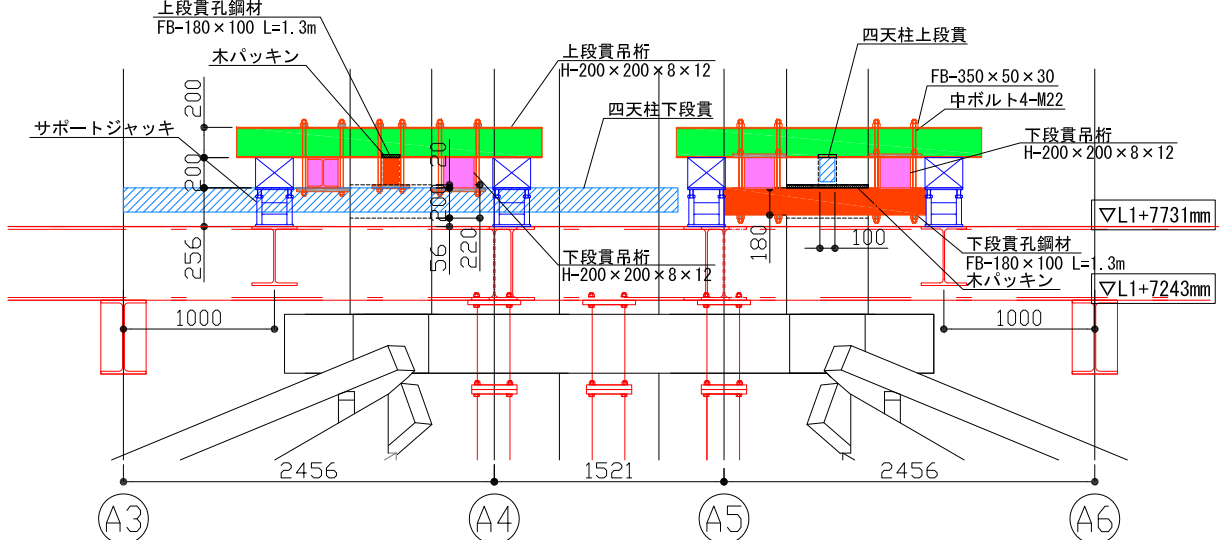 上段貫孔鋼材
FB-180×100 L=1.3m
木パッキン
サポートジャッキ
上段貫吊桁
H-200×200×8×12
四天柱下段貫
四天柱上段貫
FB-350×50×30
中ボルト4-M22
下段貫吊桁
H-200×200×8×12
200
200
256
20
200
56
220
180
100
▽L1+7731mm
下段貫吊桁
H-200×200×8×12
下段貫孔鋼材
FB-180×100 L=1.3m
木パッキン
▽L1+7243mm
1000
1000
2456
1521
2456
A3
A4
A5
A6